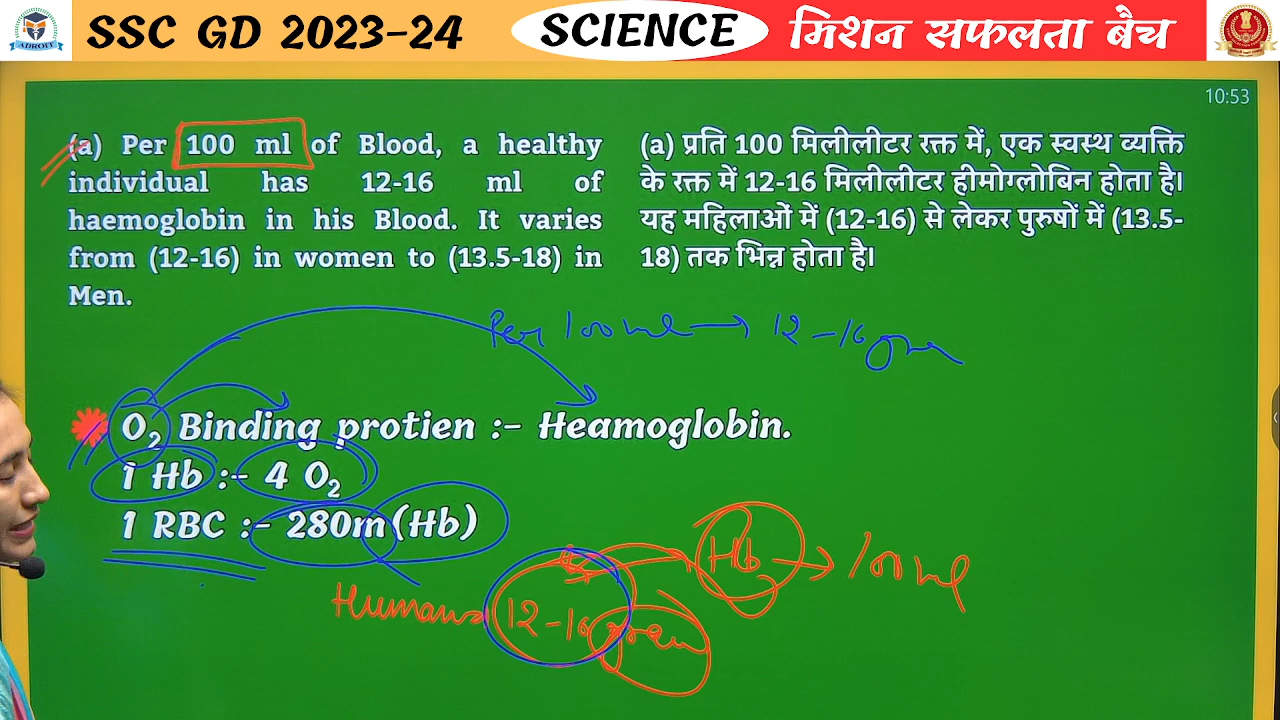 SSC GD 2023-24
SCIENCE
मिशन सफलता बैच
ADROIT
10:53
(a) Per 100 ml of Blood, a healthy
individual has 12-16 ml of
haemoglobin in his Blood. It varies
from (12-16) in women to (13.5-18) in
Men.
(a) प्रति 100 मिलीलीटर रक्त में, एक स्वस्थ व्यक्ति
के रक्त में 12-16 मिलीलीटर हीमोग्लोबिन होता है।
यह महिलाओं में (12-16) से लेकर पुरुषों में (13.5-
18) तक भिन्न होता है।
Per 100 ml → 12-16 gram
O₂ Binding protien :- Heamoglobin.
1 Hb :- 4 O₂
1 RBC :- 280m (Hb)
Hb → 100 ml
Humans 12-16 gram